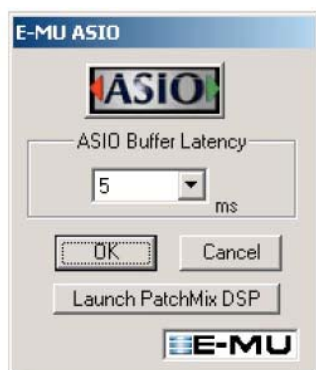 E-MU ASIO
ASIO
ASIO Buffer Latency
5
ms
OK Cancel
Launch PatchMix DSP
E-MU